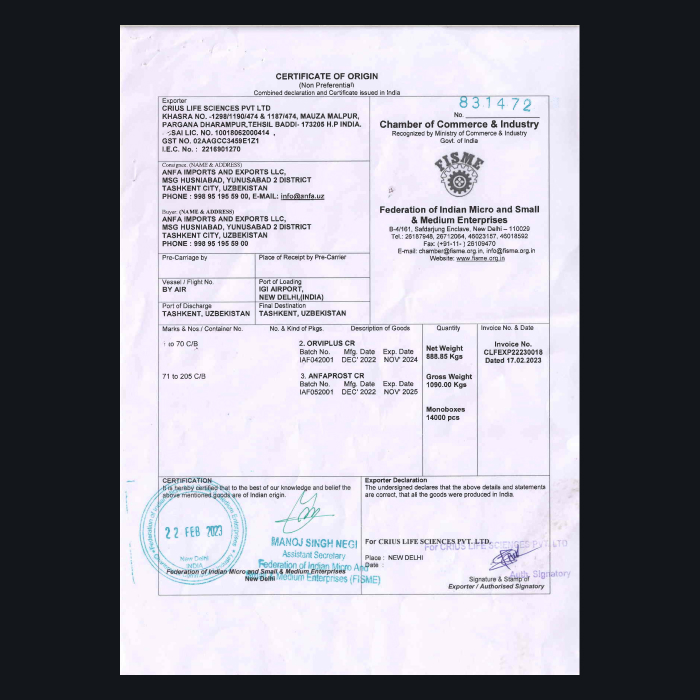 CERTIFICATE OF ORIGIN
(Non Preferential)
Combined declaration and Certificate issued in India
Exporter
CRIUS LIFE SCIENCES PVT LTD
KHASRA NO. -1298/1190/474 & 1187/474, MAUZA MALPUR,
PARGANA DHARAMPUR,TEHSIL BADDI- 173205 H.P INDIA.
SSAI LIC. NO. 10018062000414 ,
GST NO. 02AAGCC3459E1Z1
I.E.C. No. : 2216901270
831472
No.
Chamber of Commerce & Industry
Recognized by Ministry of Commerce & Industry
Govt. of India
FISME
Federation of Indian Micro and Small
& Medium Enterprises
B-4/161, Safdarjung Enclave, New Delhi – 110029
Tel.: 26187948, 26712064, 46023157, 46018592
Fax: (+91-11- ) 26109470
E-mail: chamber@fisme.org.in, info@fisme.org.in
Website: www.fisme.org.in
Consignee. (NAME & ADDRESS)
ANFA IMPORTS AND EXPORTS LLC,
MSG HUSNIABAD, YUNUSABAD 2 DISTRICT
TASHKENT CITY, UZBEKISTAN
PHONE : 998 95 195 59 00, E-MAIL: info@anfa.uz
Buyer: (NAME & ADDRESS)
ANFA IMPORTS AND EXPORTS LLC,
MSG HUSNIABAD, YUNUSABAD 2 DISTRICT
TASHKENT CITY, UZBEKISTAN
PHONE : 998 95 195 59 00
Pre-Carriage by Place of Receipt by Pre-Carrier
Vessel / Flight No. Port of Loading
BY AIR IGI AIRPORT,
NEW DELHI,(INDIA)
Port of Discharge Final Destination
TASHKENT, UZBEKISTAN TASHKENT, UZBEKISTAN
Marks & Nos./ Container No. No. & Kind of Pkgs. Description of Goods Quantity Invoice No. & Date
1 to 70 C/B 2. ORVIPLUS CR
Batch No. Mfg. Date Exp. Date
IAF042001 DEC' 2022 NOV' 2024
Net Weight
888.85 Kgs
Invoice No.
CLFEXP22230018
Dated 17.02.2023
71 to 205 C/B 3. ANFAPROST CR
Batch No. Mfg. Date Exp. Date
IAF052001 DEC' 2022 NOV' 2025
Gross Weight
1090.00 Kgs
Monoboxes
14000 pcs
CERTIFICATION
It is hereby certified that to the best of our knowledge and belief the
above mentioned goods are of Indian origin.
22 FEB 2023
New Delhi
INDIA
MANOJ SINGH NEGI
Assistant Secretary
Federation of Indian Micro And
Medium Enterprises (FISME)
Federation of Indian Micro and Small & Medium Enterprises
New Delhi
Exporter Declaration
The undersigned declares that the above details and statements
are correct, that all the goods were produced in India.
For CRIUS LIFE SCIENCES PVT. LTD.
For CRIUS LIFE SCIENCES PVT. LTD
Place : NEW DELHI
Date :
Auth. Signatory
Signature & Stamp of
Exporter / Authorised Signatory